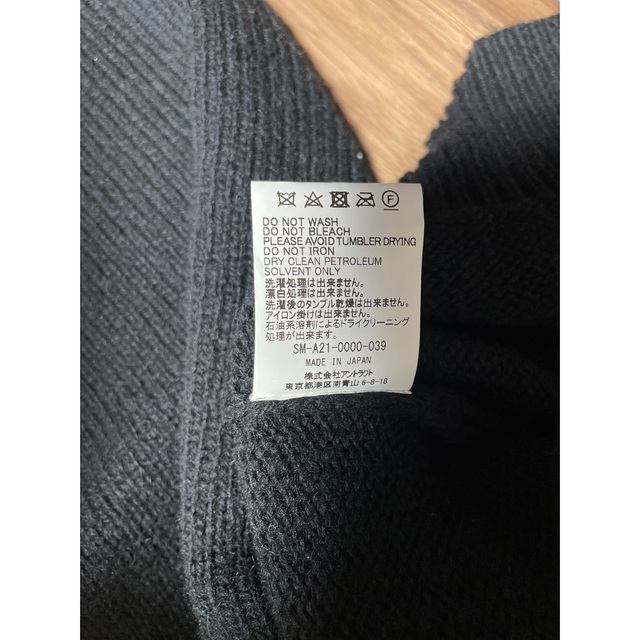 F
DO NOT WASH
DO NOT BLEACH
PLEASE AVOID TUMBLER DRYING
DO NOT IRON
DRY CLEAN PETROLEUM
SOLVENT ONLY
洗濯処理は出来ません。
漂白処理は出来ません。
洗濯後のタンブル乾燥は出来ません。
アイロン掛けは出来ません。
石油系溶剤によるドライクリーニング
処理が出来ます。
SM-A21-0000-039
MADE IN JAPAN
株式会社アントラクト
東京都港区南青山 6-8-18